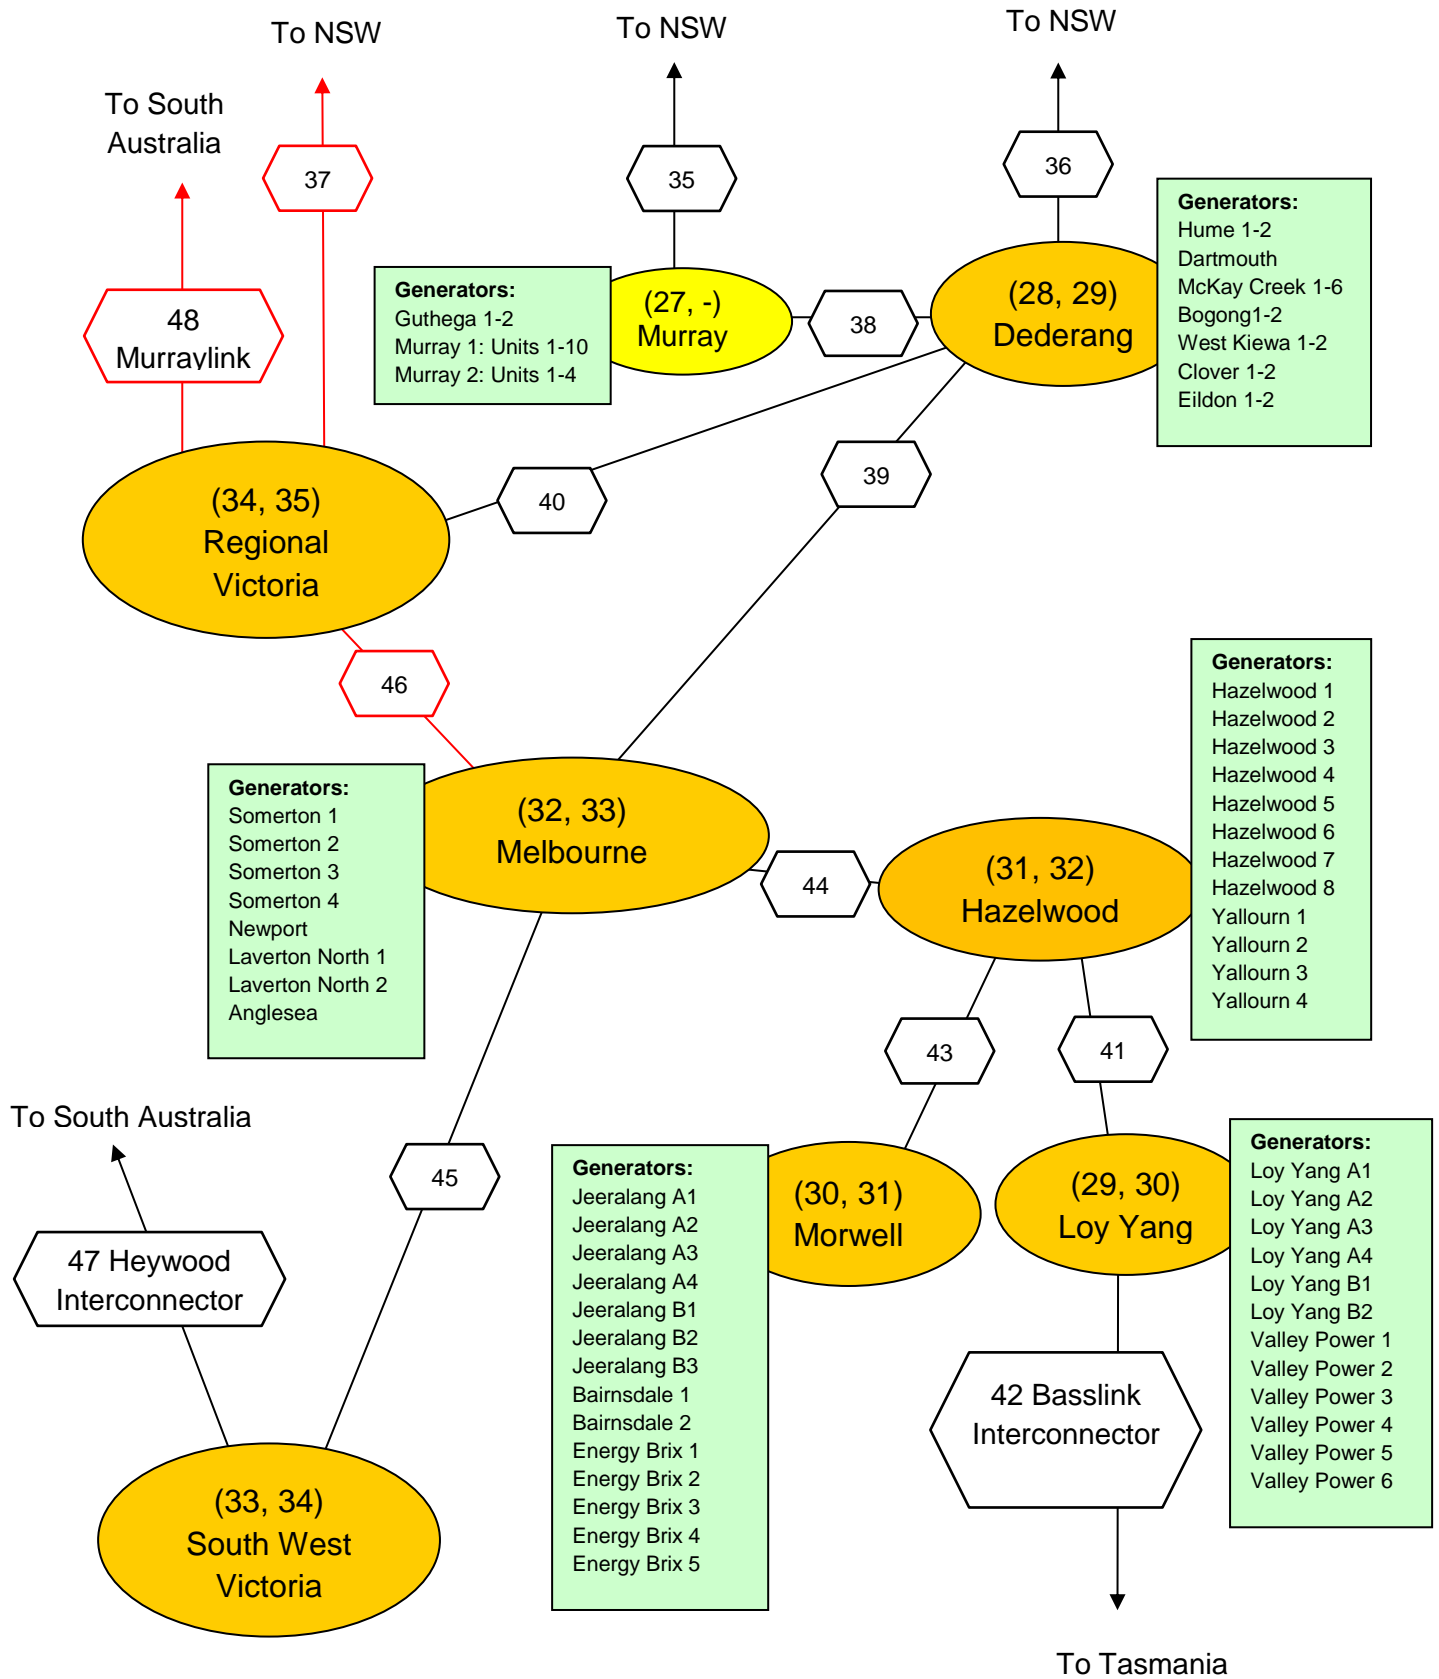 To NSW
To NSW
To NSW
To South
Australia
37
35
36
48
Murraylink
Generators:
Guthega 1-2
Murray 1: Units 1-10
Murray 2: Units 1-4
(27, -)
Murray
38
(28, 29)
Dederang
Generators:
Hume 1-2
Dartmouth
McKay Creek 1-6
Bogong1-2
West Kiewa 1-2
Clover 1-2
Eildon 1-2
(34, 35)
Regional
Victoria
40
39
46
Generators:
Somerton 1
Somerton 2
Somerton 3
Somerton 4
Newport
Laverton North 1
Laverton North 2
Anglesea
(32, 33)
Melbourne
44
(31, 32)
Hazelwood
Generators:
Hazelwood 1
Hazelwood 2
Hazelwood 3
Hazelwood 4
Hazelwood 5
Hazelwood 6
Hazelwood 7
Hazelwood 8
Yallourn 1
Yallourn 2
Yallourn 3
Yallourn 4
43
41
To South Australia
45
47 Heywood
Interconnector
Generators:
Jeeralang A1
Jeeralang A2
Jeeralang A3
Jeeralang A4
Jeeralang B1
Jeeralang B2
Jeeralang B3
Bairnsdale 1
Bairnsdale 2
Energy Brix 1
Energy Brix 2
Energy Brix 3
Energy Brix 4
Energy Brix 5
(30, 31)
Morwell
(29, 30)
Loy Yang
Generators:
Loy Yang A1
Loy Yang A2
Loy Yang A3
Loy Yang A4
Loy Yang B1
Loy Yang B2
Valley Power 1
Valley Power 2
Valley Power 3
Valley Power 4
Valley Power 5
Valley Power 6
42 Basslink
Interconnector
(33, 34)
South West
Victoria
To Tasmania